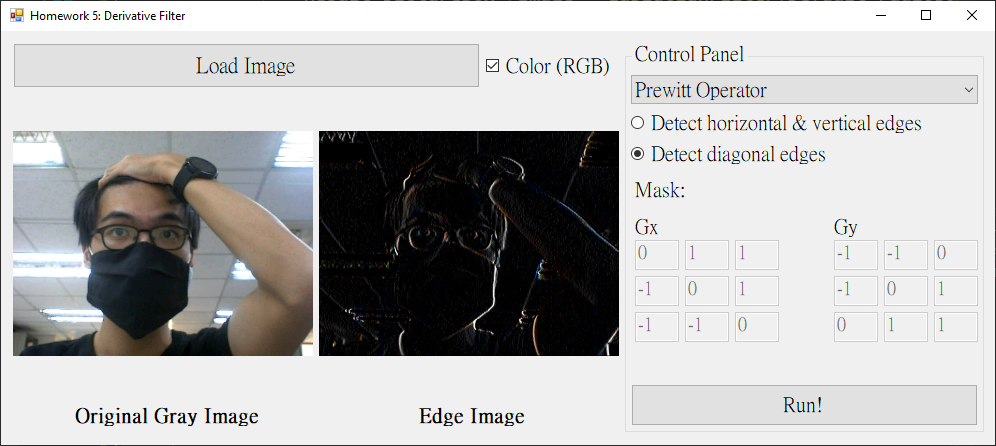 Homework 5: Derivative Filter
Load Image
Color (RGB)
Original Gray Image
Edge Image
Control Panel
Prewitt Operator
Detect horizontal & vertical edges
Detect diagonal edges
Mask:
Gx Gy
0 1 1 -1 -1 0
-1 0 1 -1 0 1
-1 -1 0 0 1 1
Run!